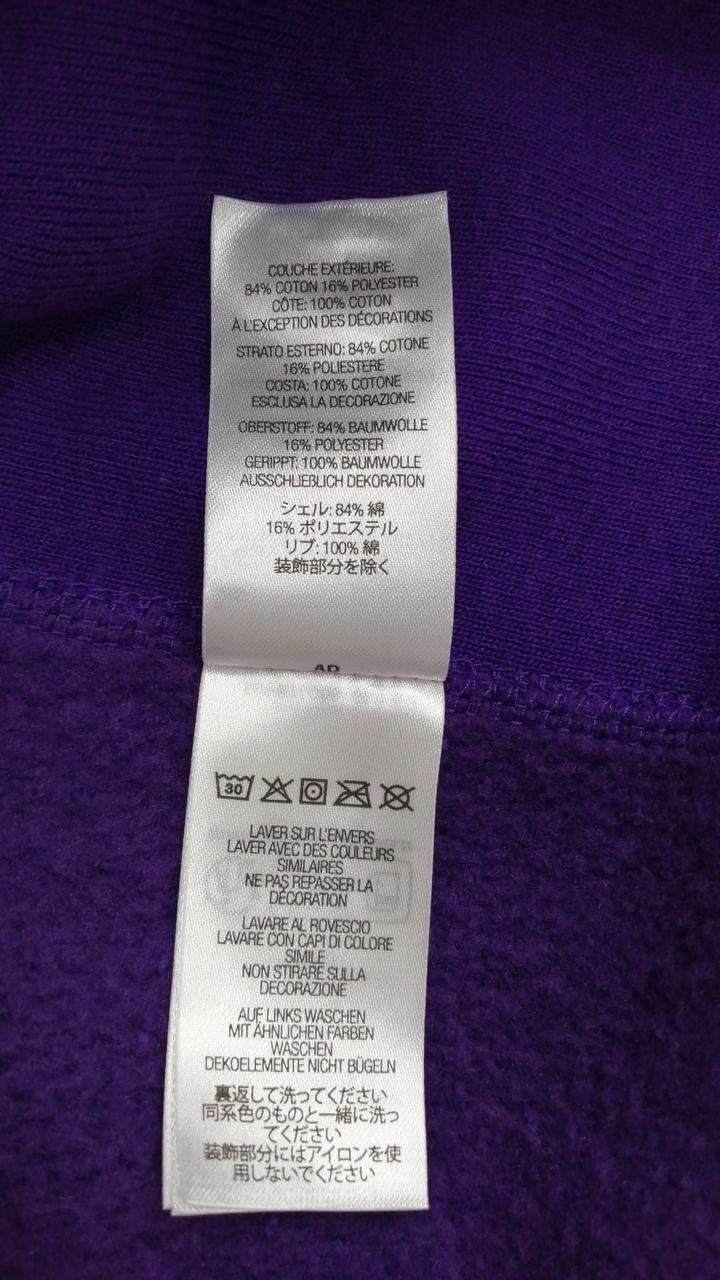 COUCHE EXTÉRIEURE:
84% COTON 16% POLYESTER
CÔTE: 100% COTON
À L'EXCEPTION DES DÉCORATIONS
STRATO ESTERNO: 84% COTONE
16% POLIESTERE
COSTA: 100% COTONE
ESCLUSA LA DECORAZIONE
OBERSTOFF: 84% BAUMWOLLE
16% POLYESTER
GERIPPT: 100% BAUMWOLLE
AUSSCHLIEßLICH DEKORATION
シェル: 84% 綿
16% ポリエステル
リブ: 100% 綿
装飾部分を除く
AD
30
LAVER SUR L'ENVERS
LAVER AVEC DES COULEURS
SIMILAIRES
NE PAS REPASSER LA
DÉCORATION
LAVARE AL ROVESCIO
LAVARE CON CAPI DI COLORE
SIMILE
NON STIRARE SULLA
DECORAZIONE
AUF LINKS WASCHEN
MIT ÄHNLICHEN FARBEN
WASCHEN
DEKOELEMENTE NICHT BÜGELN
裏返して洗ってください
同系色のものと一緒に洗っ
てください
装飾部分にはアイロンを使
用しないでください